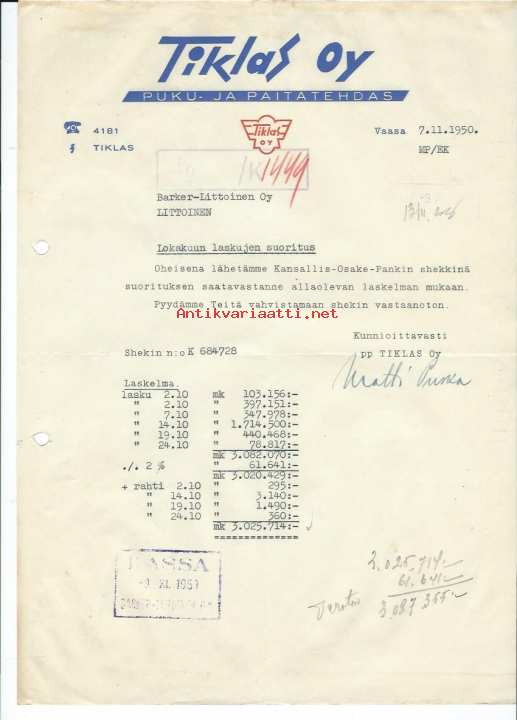 Tiklas Oy
PUKU- JA PAITATEHDAS
4181
TIKLAS
Tiklas
OY
Vaasa 7.11.1950.
MP/EK
1449
Barker-Littoinen Oy
LITTOINEN
Lokakuun laskujen suoritus
Oheisena lähetämme Kansallis-Osake-Pankin shekkinä
suorituksen saatavastanne allaolevan laskelman mukaan.
Pyydämme Teitä vahvistamaan shekin vastaanoton.
Antikvariaatti.net
Kunnioittavasti
pp TIKLAS Oy
Shekin n:o K 684728
Matti
Laskelma.
lasku 2.10 mk 103.156:-
" 2.10 " 397.151:-
" 7.10 " 347.978:-
" 14.10 " 1.714.500:-
" 19.10 " 440.468:-
" 24.10 " 78.817:-
mk 3.082.070:-
./. 2 % " 61.641:-
mk 3.020.429:-
+ rahti 2.10 " 295:-
" 14.10 " 3.140:-
" 19.10 " 1.490:-
" 24.10 " 360:-
mk 3.025.714:-
==============
KASSA
XI. 195
3.025.714:-
61.641:-
3.087.355:-